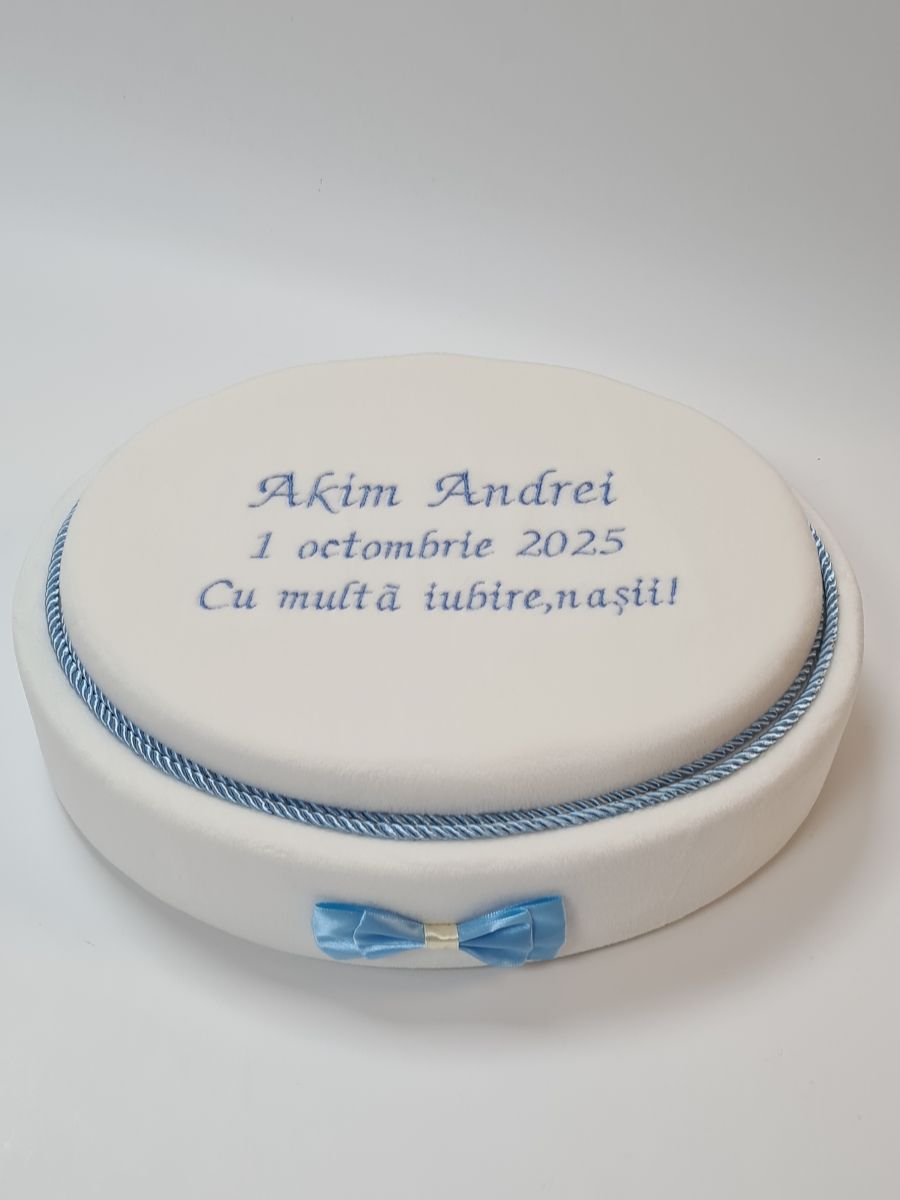 Akim Andrei
1 octombrie 2025
Cu multă iubire,nașii!